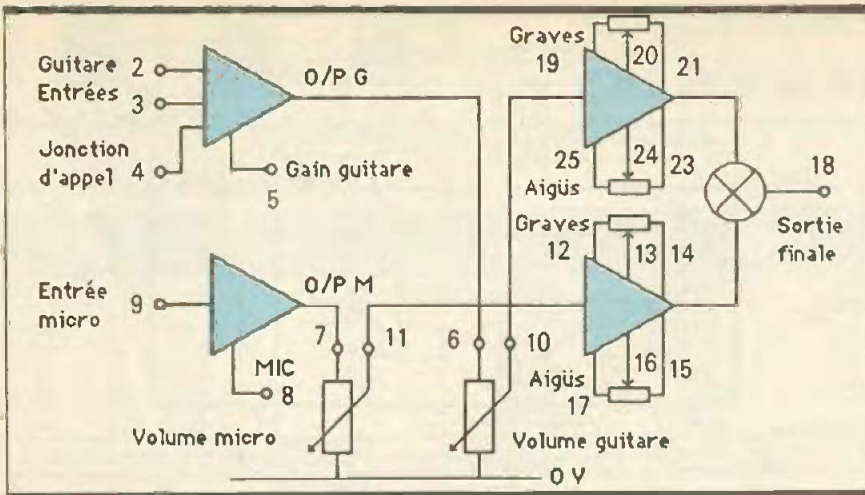 Graves
19
20
21
Guitare 2
Entrées 3
O/P G
Jonction 4
d'appel
Gain guitare
5
25
24
23
Aigüs
18
Sortie
finale
Graves
12
13
14
Entrée 9
micro
O/P M
7
11
6
10
MIC
8
16
15
Aigüs
17
Volume micro
Volume guitare
0 V